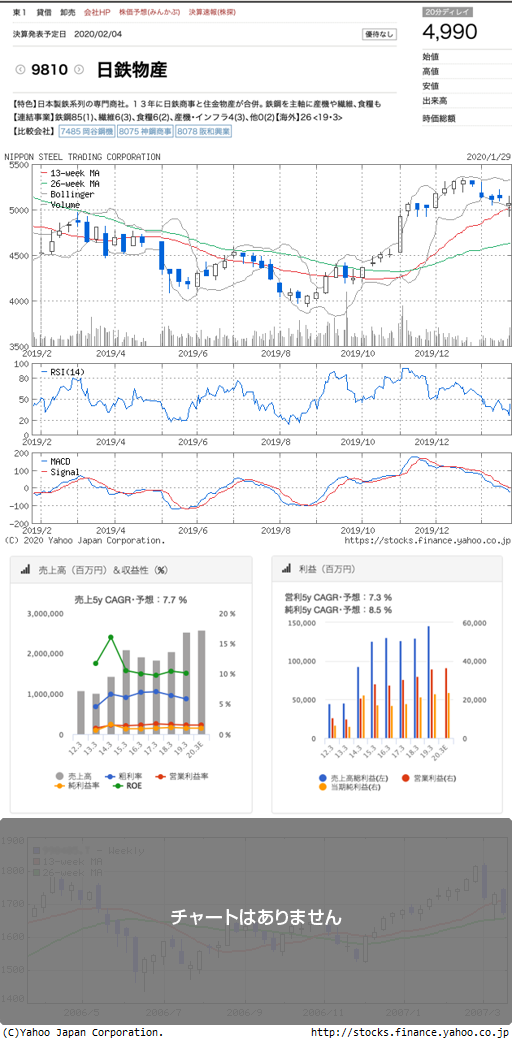 東1 貸借 卸売 会社HP 株価予想(みんかぶ) 決算速報(株探)
20分ディレイ
4,990
決算発表予定日 2020/02/04
優待なし
始値
高値
安値
出来高
時価総額
9810 日鉄物産
【特色】日本製鉄系列の専門商社。１３年に日鉄商事と住金物産が合併。鉄鋼を主軸に産機や繊維、食糧も
【連結事業】鉄鋼85(1)、繊維6(3)、食糧6(2)、産機・インフラ4(3)、他0(2)【海外】26 <19・3>
【比較会社】 7485 岡谷鋼機 8075 神鋼商事 8078 阪和興業
NIPPON STEEL TRADING CORPORATION 2020/1/29
5500
13-week MA
26-week MA
Bollinger
Volume
5000
4500
4000
3500
2019/2 2019/4 2019/6 2019/8 2019/10 2019/12
100
RSI(14)
80
50
20
0
2019/2 2019/4 2019/6 2019/8 2019/10 2019/12
200
MACD
Signal
100
0
-100
-200
2019/2 2019/4 2019/6 2019/8 2019/10 2019/12
(C) 2020 Yahoo Japan Corporation. https://stocks.finance.yahoo.co.jp
売上高（百万円）＆収益性（%）
売上5y CAGR・予想： 7.7 %
3,000,000 20 %
15 %
2,000,000
10 %
1,000,000
5 %
0 0 %
12.3 13.3 14.3 15.3 16.3 17.3 18.3 19.3 20.3E
売上高 粗利率 営業利益率
純利益率 ROE
利益（百万円）
営利5y CAGR・予想： 7.3 %
純利5y CAGR・予想： 8.5 %
150,000 60,000
100,000 40,000
50,000 20,000
0 0
12.3 13.3 14.3 15.3 16.3 17.3 18.3 19.3 20.3E
売上高総利益(左) 営業利益(右)
当期純利益(右)
1900
Weekly
13-week MA
26-week MA
1800
1700
チャートはありません
1600
1500
1400
2006/5 2006/7 2006/9 2006/11 2007/1 2007/3
(C)Yahoo Japan Corporation. http://stocks.finance.yahoo.co.jp